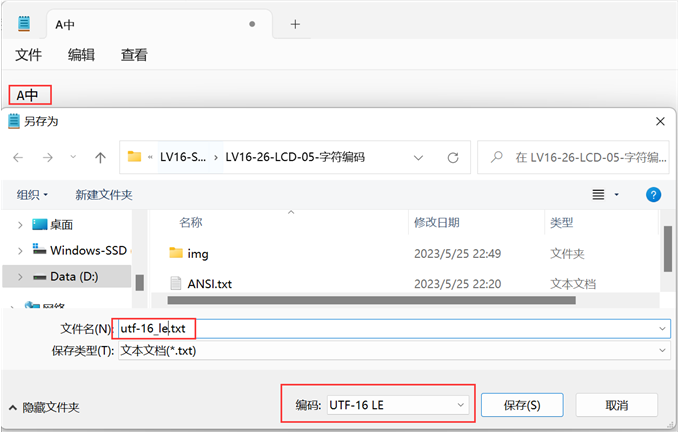 A中
文件 编辑 查看
A中
另存为
« LV16-S... › LV16-26-LCD-05-字符编码
在 LV16-26-LCD-05-字符编...
组织 新建文件夹
名称 修改日期 类型
桌面
img 2023/5/25 22:49 文件夹
Windows-SSD
ANSI.txt 2023/5/25 22:20 文本文档
Data (D:)
网络
文件名(N): utf-16_le.txt
保存类型(T): 文本文档(*.txt)
隐藏文件夹 编码: UTF-16 LE 保存(S) 取消